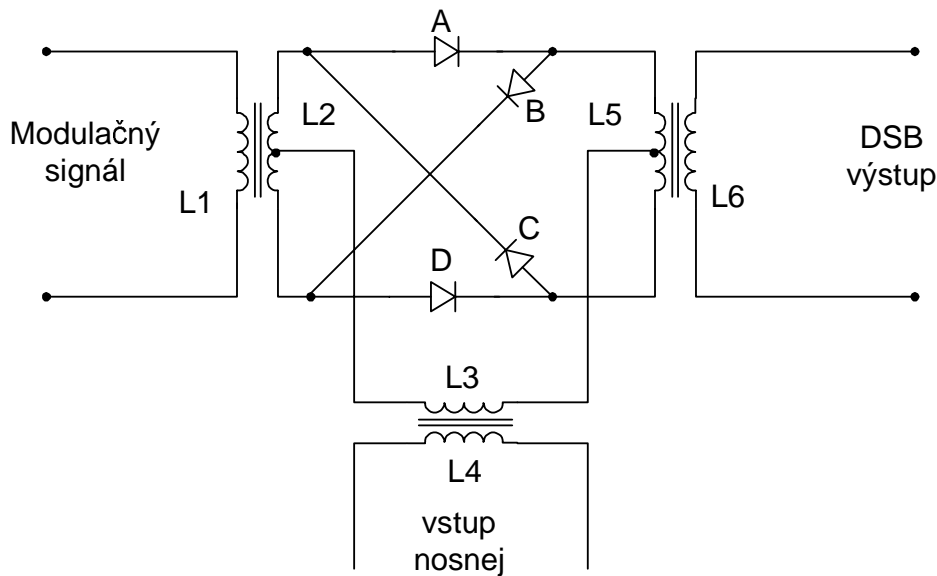 A
B
L2
L5
Modulačný
signál
DSB
výstup
L1
L6
C
D
L3
L4
vstup
nosnej